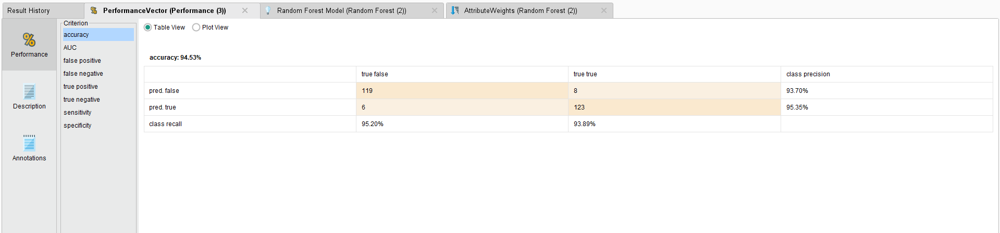 Result History
PerformanceVector (Performance (3))
Random Forest Model (Random Forest (2))
AttributeWeights (Random Forest (2))
Performance
Description
Annotations
Criterion
accuracy
AUC
false positive
false negative
true positive
true negative
sensitivity
specificity
Table View
Plot View
accuracy: 94.53%
true false true true class precision
pred. false 119 8 93.70%
pred. true 6 123 95.35%
class recall 95.20% 93.89%